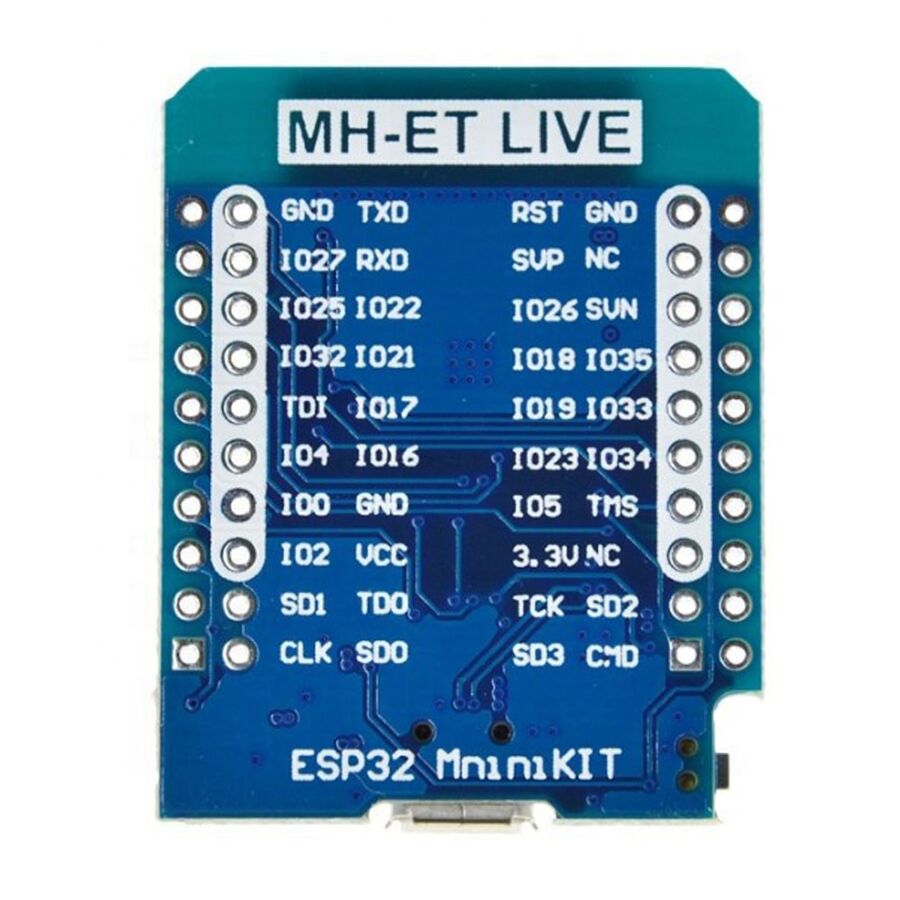 MH-ET LIVE
GND TXD RST GND
IO27 RXD SVP NC
IO25 IO22 IO26 SVN
IO32 IO21 IO18 IO35
TDI IO17 IO19 IO33
IO4 IO16 IO23 IO34
IO0 GND IO5 TMS
IO2 VCC 3.3V NC
SD1 TDO TCK SD2
CLK SD0 SD3 CMD
ESP32 MniniKIT